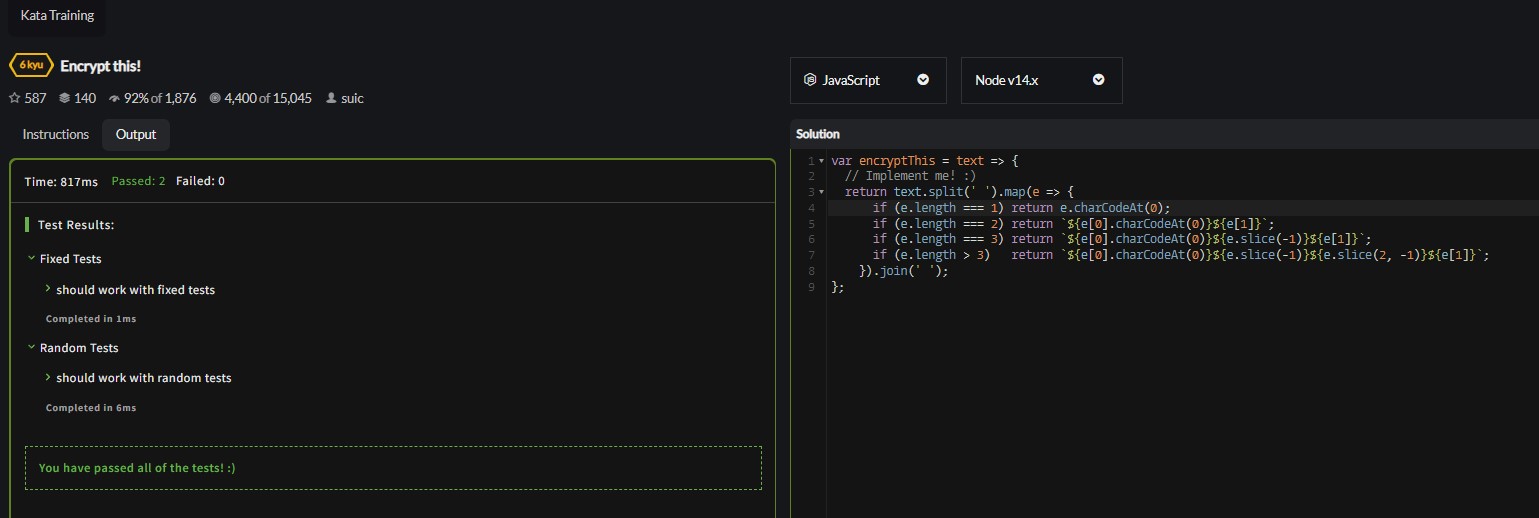 Kata Training
6 kyu Encrypt this!
587 140 92% of 1,876 4,400 of 15,045 suic
Instructions Output
Time: 817ms Passed: 2 Failed: 0
Test Results:
Fixed Tests
should work with fixed tests
Completed in 1ms
Random Tests
should work with random tests
Completed in 6ms
You have passed all of the tests! :)
JavaScript Node v14.x
Solution
1 var encryptThis = text => {
2   // Implement me! :)
3   return text.split(' ').map(e => {
4       if (e.length === 1) return e.charCodeAt(0);
5       if (e.length === 2) return `${e[0].charCodeAt(0)}${e[1]}`;
6       if (e.length === 3) return `${e[0].charCodeAt(0)}${e.slice(-1)}${e[1]}`;
7       if (e.length > 3)   return `${e[0].charCodeAt(0)}${e.slice(-1)}${e.slice(2, -1)}${e[1]}`;
8     }).join(' ');
9 };